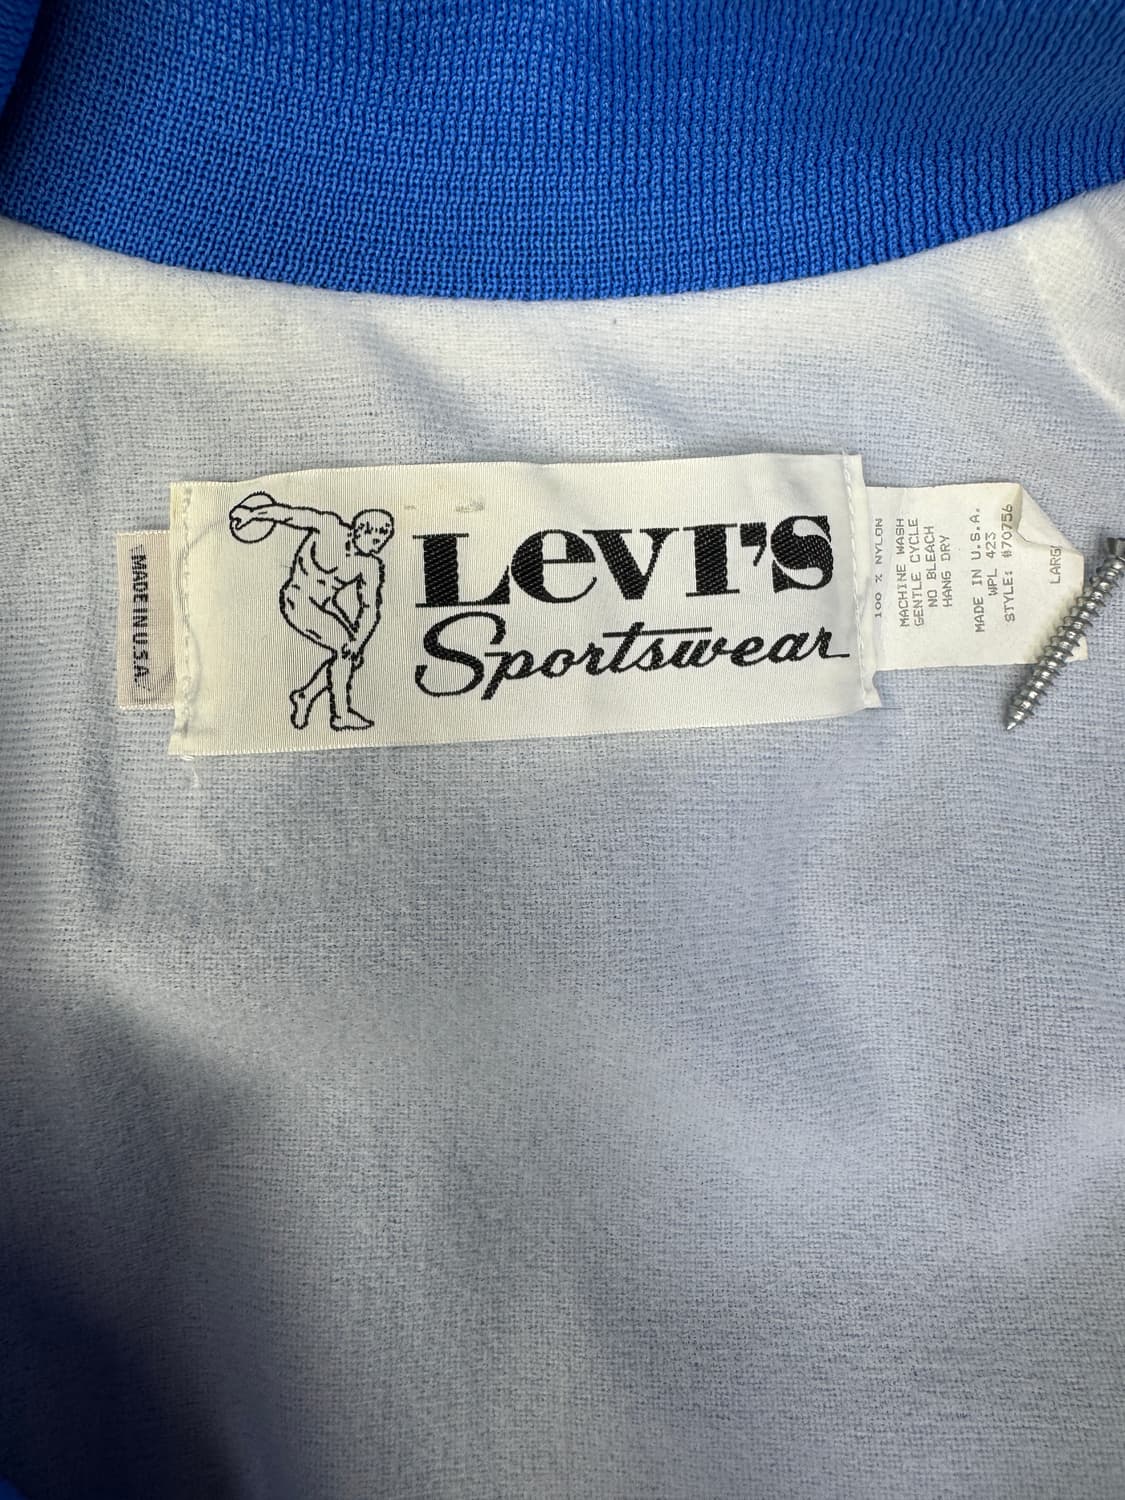 MADE IN U.S.A.
Levi's
Sportswear
100 % NYLON
MACHINE WASH
GENTLE CYCLE
NO BLEACH
HANG DRY
MADE IN U.S.A.
WPL 423
STYLE: #70756
LARG